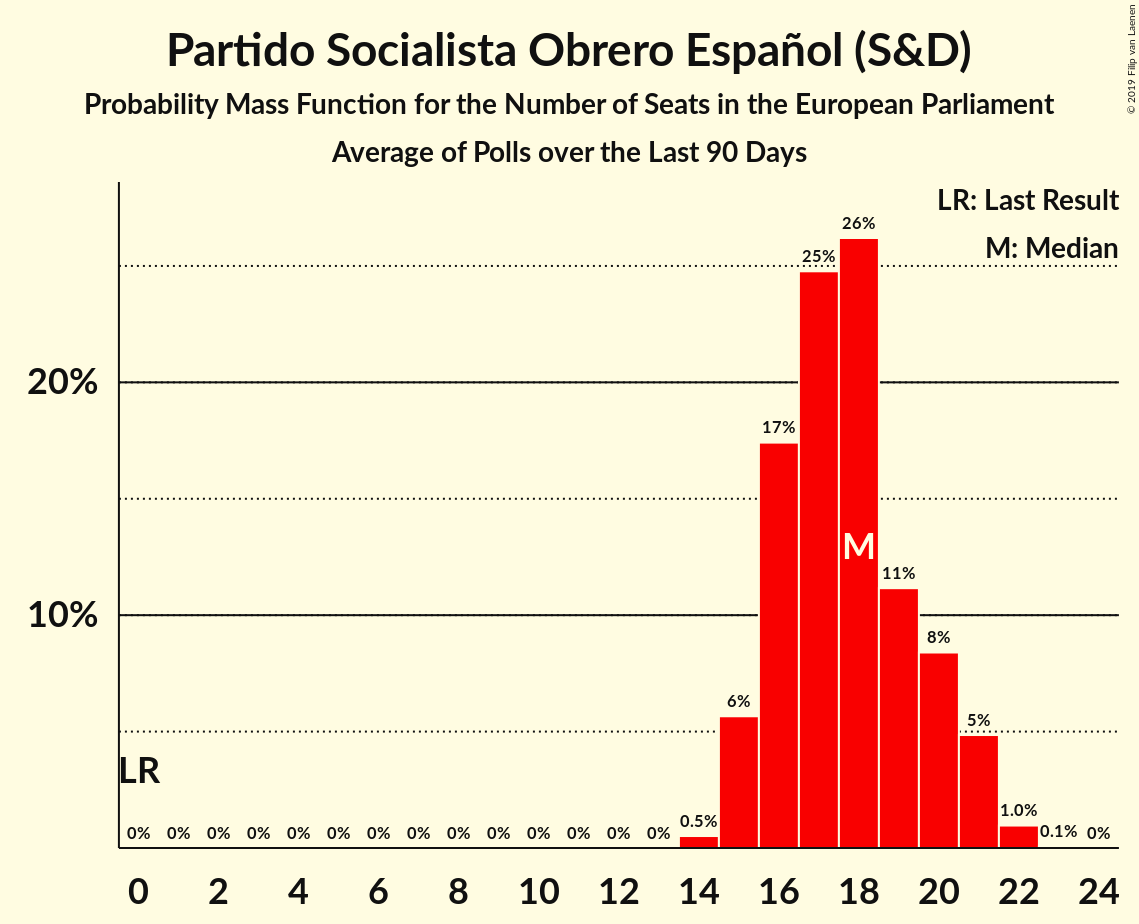 Partido Socialista Obrero Español (S&D)
Probability Mass Function for the Number of Seats in the European Parliament
Average of Polls over the Last 90 Days
© 2019 Filip van Laenen
LR: Last Result
M: Median
26%
25%
20%
17%
M
11%
10%
8%
6%
5%
LR
0% 0% 0% 0% 0% 0% 0% 0% 0% 0% 0% 0% 0% 0% 0.5% 1.0% 0.1% 0%
0 2 4 6 8 10 12 14 16 18 20 22 24